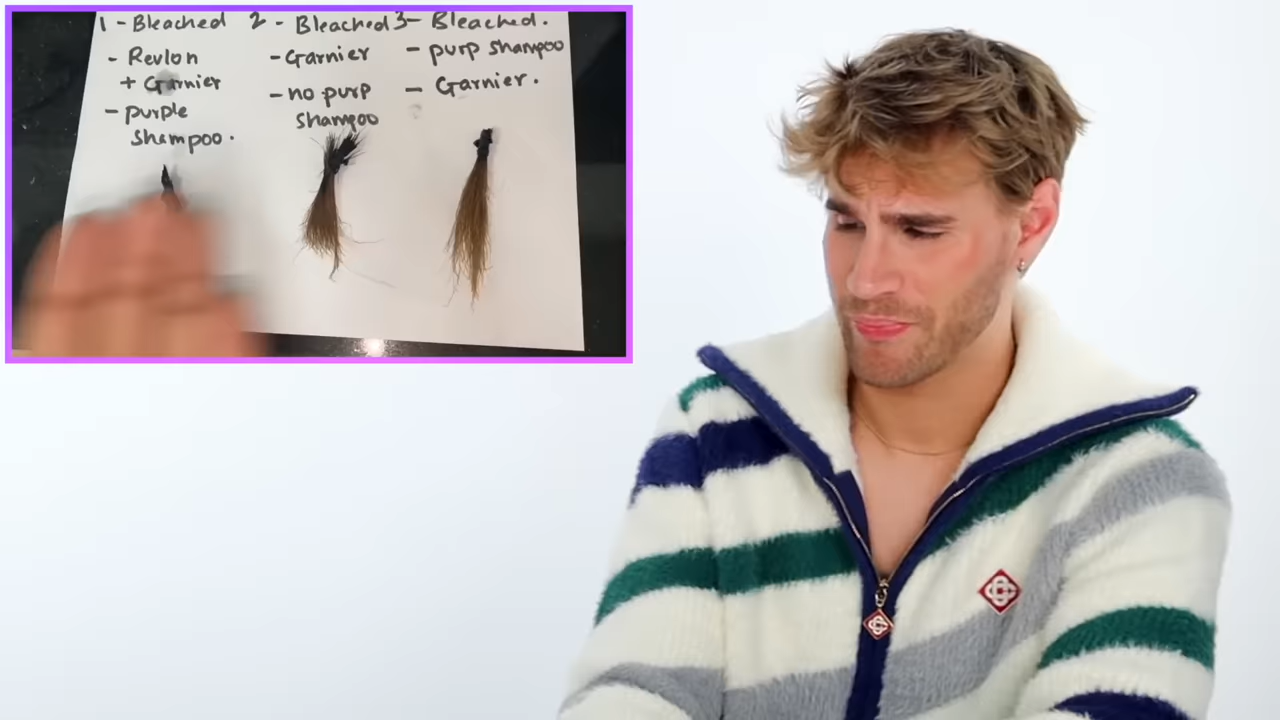 1 - Bleached
- Revlon
+ Garnier
- purple
shampoo.
2 - Bleached
- Garnier
- no purp
shampoo
3- Bleached.
- purp shampoo
- Garnier.